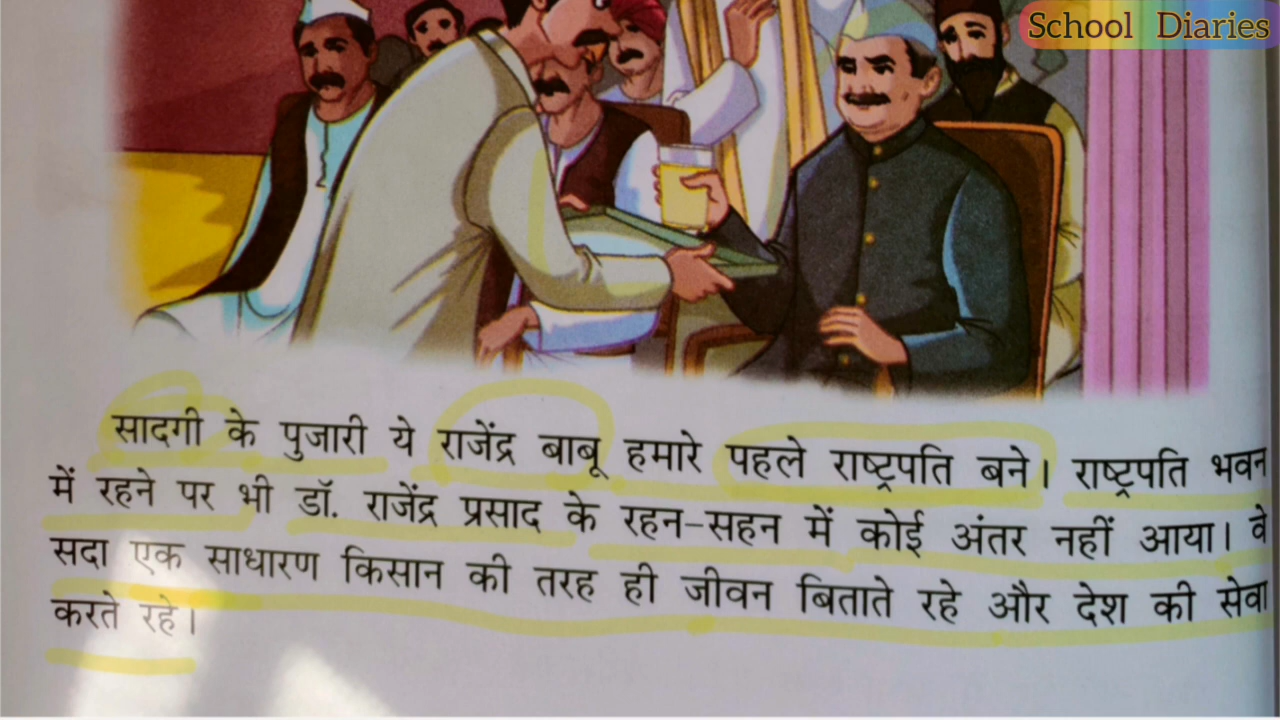 School Diaries
सादगी के पुजारी ये राजेंद्र बाबू हमारे पहले राष्ट्रपति बने। राष्ट्रपति भवन
में रहने पर भी डॉ. राजेंद्र प्रसाद के रहन-सहन में कोई अंतर नहीं आया। वे
सदा एक साधारण किसान की तरह ही जीवन बिताते रहे और देश की सेवा
करते रहे।